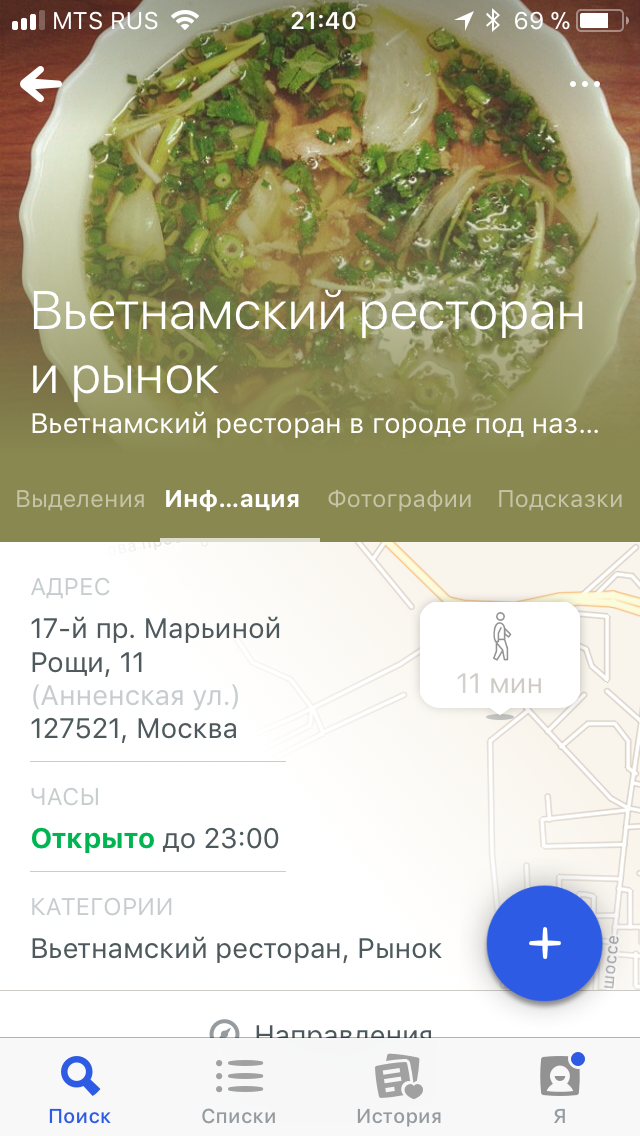 MTS RUS 21:40 69 %
Вьетнамский ресторан
и рынок
Вьетнамский ресторан в городе под наз...
Выделения Инф...ация Фотографии Подсказки
АДРЕС
17-й пр. Марьиной
Рощи, 11
(Анненская ул.)
127521, Москва
11 мин
ЧАСЫ
Открыто до 23:00
КАТЕГОРИИ
Вьетнамский ресторан, Рынок
шоссе
Направления
Поиск Списки История Я